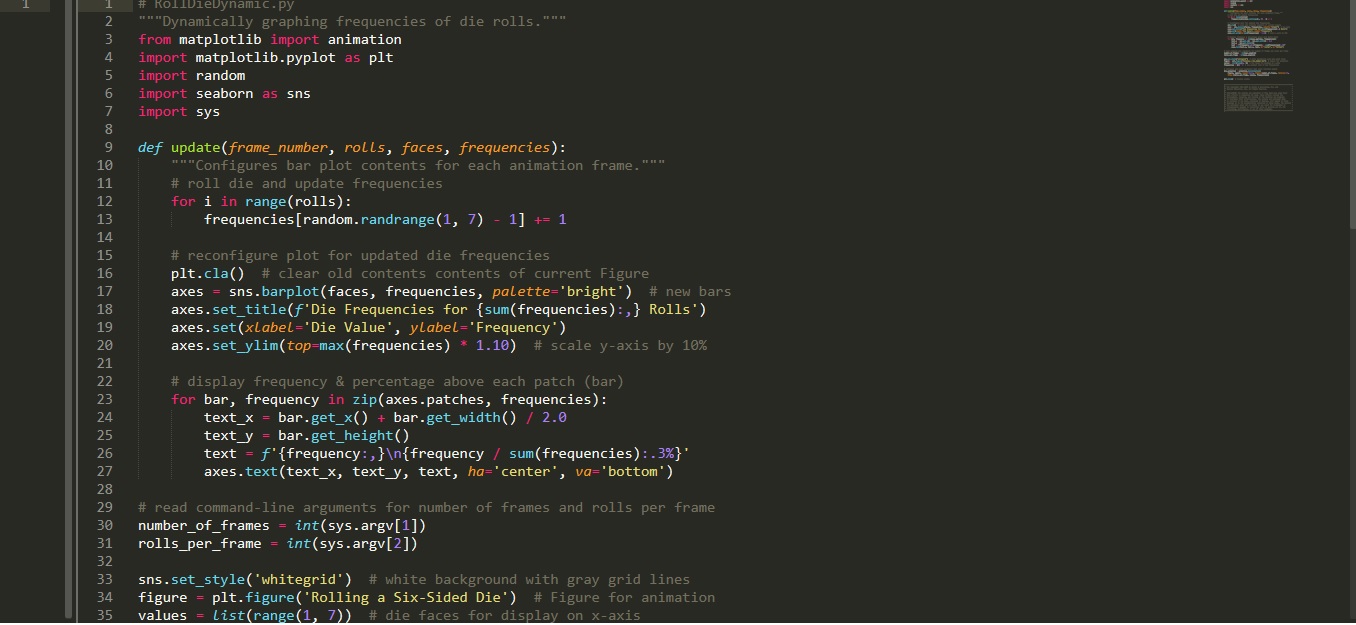 1
1 # RollDieDynamic.py
2 """Dynamically graphing frequencies of die rolls."""
3 from matplotlib import animation
4 import matplotlib.pyplot as plt
5 import random
6 import seaborn as sns
7 import sys
8
9 def update(frame_number, rolls, faces, frequencies):
10     """Configures bar plot contents for each animation frame."""
11     # roll die and update frequencies
12     for i in range(rolls):
13         frequencies[random.randrange(1, 7) - 1] += 1
14
15     # reconfigure plot for updated die frequencies
16     plt.cla()  # clear old contents contents of current Figure
17     axes = sns.barplot(faces, frequencies, palette='bright')  # new bars
18     axes.set_title(f'Die Frequencies for {sum(frequencies):,} Rolls')
19     axes.set(xlabel='Die Value', ylabel='Frequency')
20     axes.set_ylim(top=max(frequencies) * 1.10)  # scale y-axis by 10%
21
22     # display frequency & percentage above each patch (bar)
23     for bar, frequency in zip(axes.patches, frequencies):
24         text_x = bar.get_x() + bar.get_width() / 2.0
25         text_y = bar.get_height()
26         text = f'{frequency:,}\n{frequency / sum(frequencies):.3%}'
27         axes.text(text_x, text_y, text, ha='center', va='bottom')
28
29 # read command-line arguments for number of frames and rolls per frame
30 number_of_frames = int(sys.argv[1])
31 rolls_per_frame = int(sys.argv[2])
32
33 sns.set_style('whitegrid')  # white background with gray grid lines
34 figure = plt.figure('Rolling a Six-Sided Die')  # Figure for animation
35 values = list(range(1, 7))  # die faces for display on x-axis